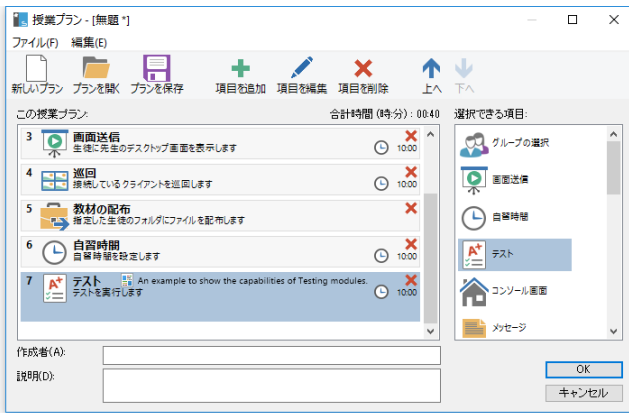 授業プラン - [無題 *]
ファイル(F) 編集(E)
新しいプラン プランを開く プランを保存 項目を追加 項目を編集 項目を削除 上へ 下へ
この授業プラン: 合計時間 (時:分) : 00:40 選択できる項目:
3 画面送信
生徒に先生のデスクトップ画面を表示します
10:00
4 巡回
接続しているクライアントを巡回します
10:00
5 教材の配布
指定した生徒のフォルダにファイルを配布します
6 自習時間
自習時間を設定します
10:00
7 テスト An example to show the capabilities of Testing modules.
テストを実行します
10:00
グループの選択
画面送信
自習時間
A+
テスト
コンソール画面
メッセージ
作成者(A):
説明(D):
OK
キャンセル